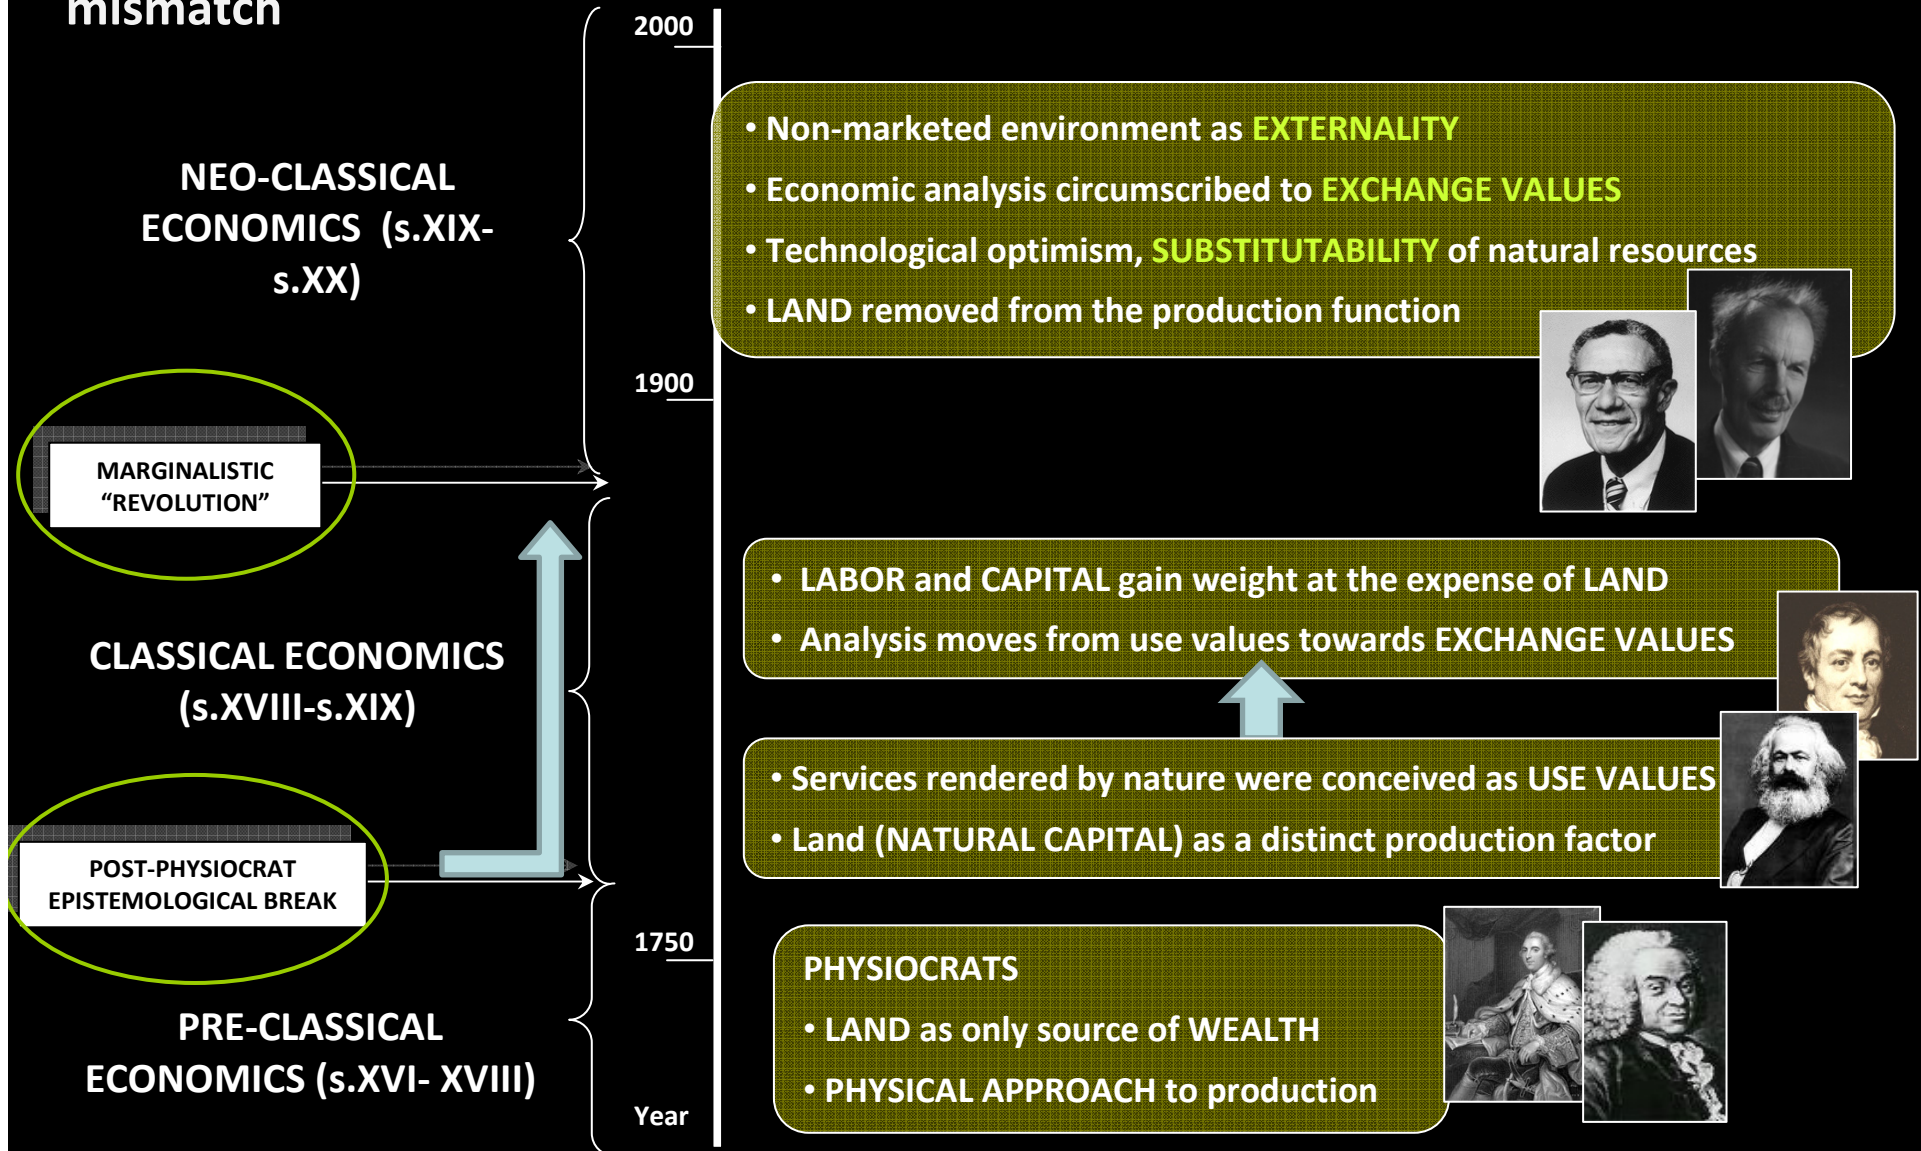 mismatch
2000
• Non-marketed environment as EXTERNALITY
• Economic analysis circumscribed to EXCHANGE VALUES
• Technological optimism, SUBSTITUTABILITY of natural resources
• LAND removed from the production function
NEO-CLASSICAL
ECONOMICS (s.XIX-
s.XX)
1900
MARGINALISTIC
“REVOLUTION”
• LABOR and CAPITAL gain weight at the expense of LAND
• Analysis moves from use values towards EXCHANGE VALUES
CLASSICAL ECONOMICS
(s.XVIII-s.XIX)
• Services rendered by nature were conceived as USE VALUES
• Land (NATURAL CAPITAL) as a distinct production factor
POST-PHYSIOCRAT
EPISTEMOLOGICAL BREAK
1750
PHYSIOCRATS
• LAND as only source of WEALTH
• PHYSICAL APPROACH to production
PRE-CLASSICAL
ECONOMICS (s.XVI- XVIII)
Year